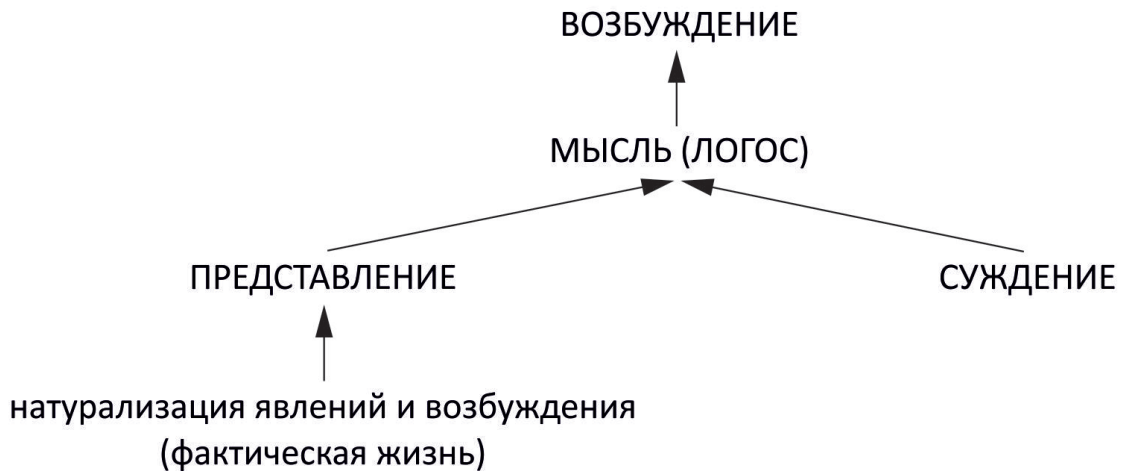 ВОЗБУЖДЕНИЕ
МЫСЛЬ (ЛОГОС)
ПРЕДСТАВЛЕНИЕ
СУЖДЕНИЕ
натурализация явлений и возбуждения
(фактическая жизнь)